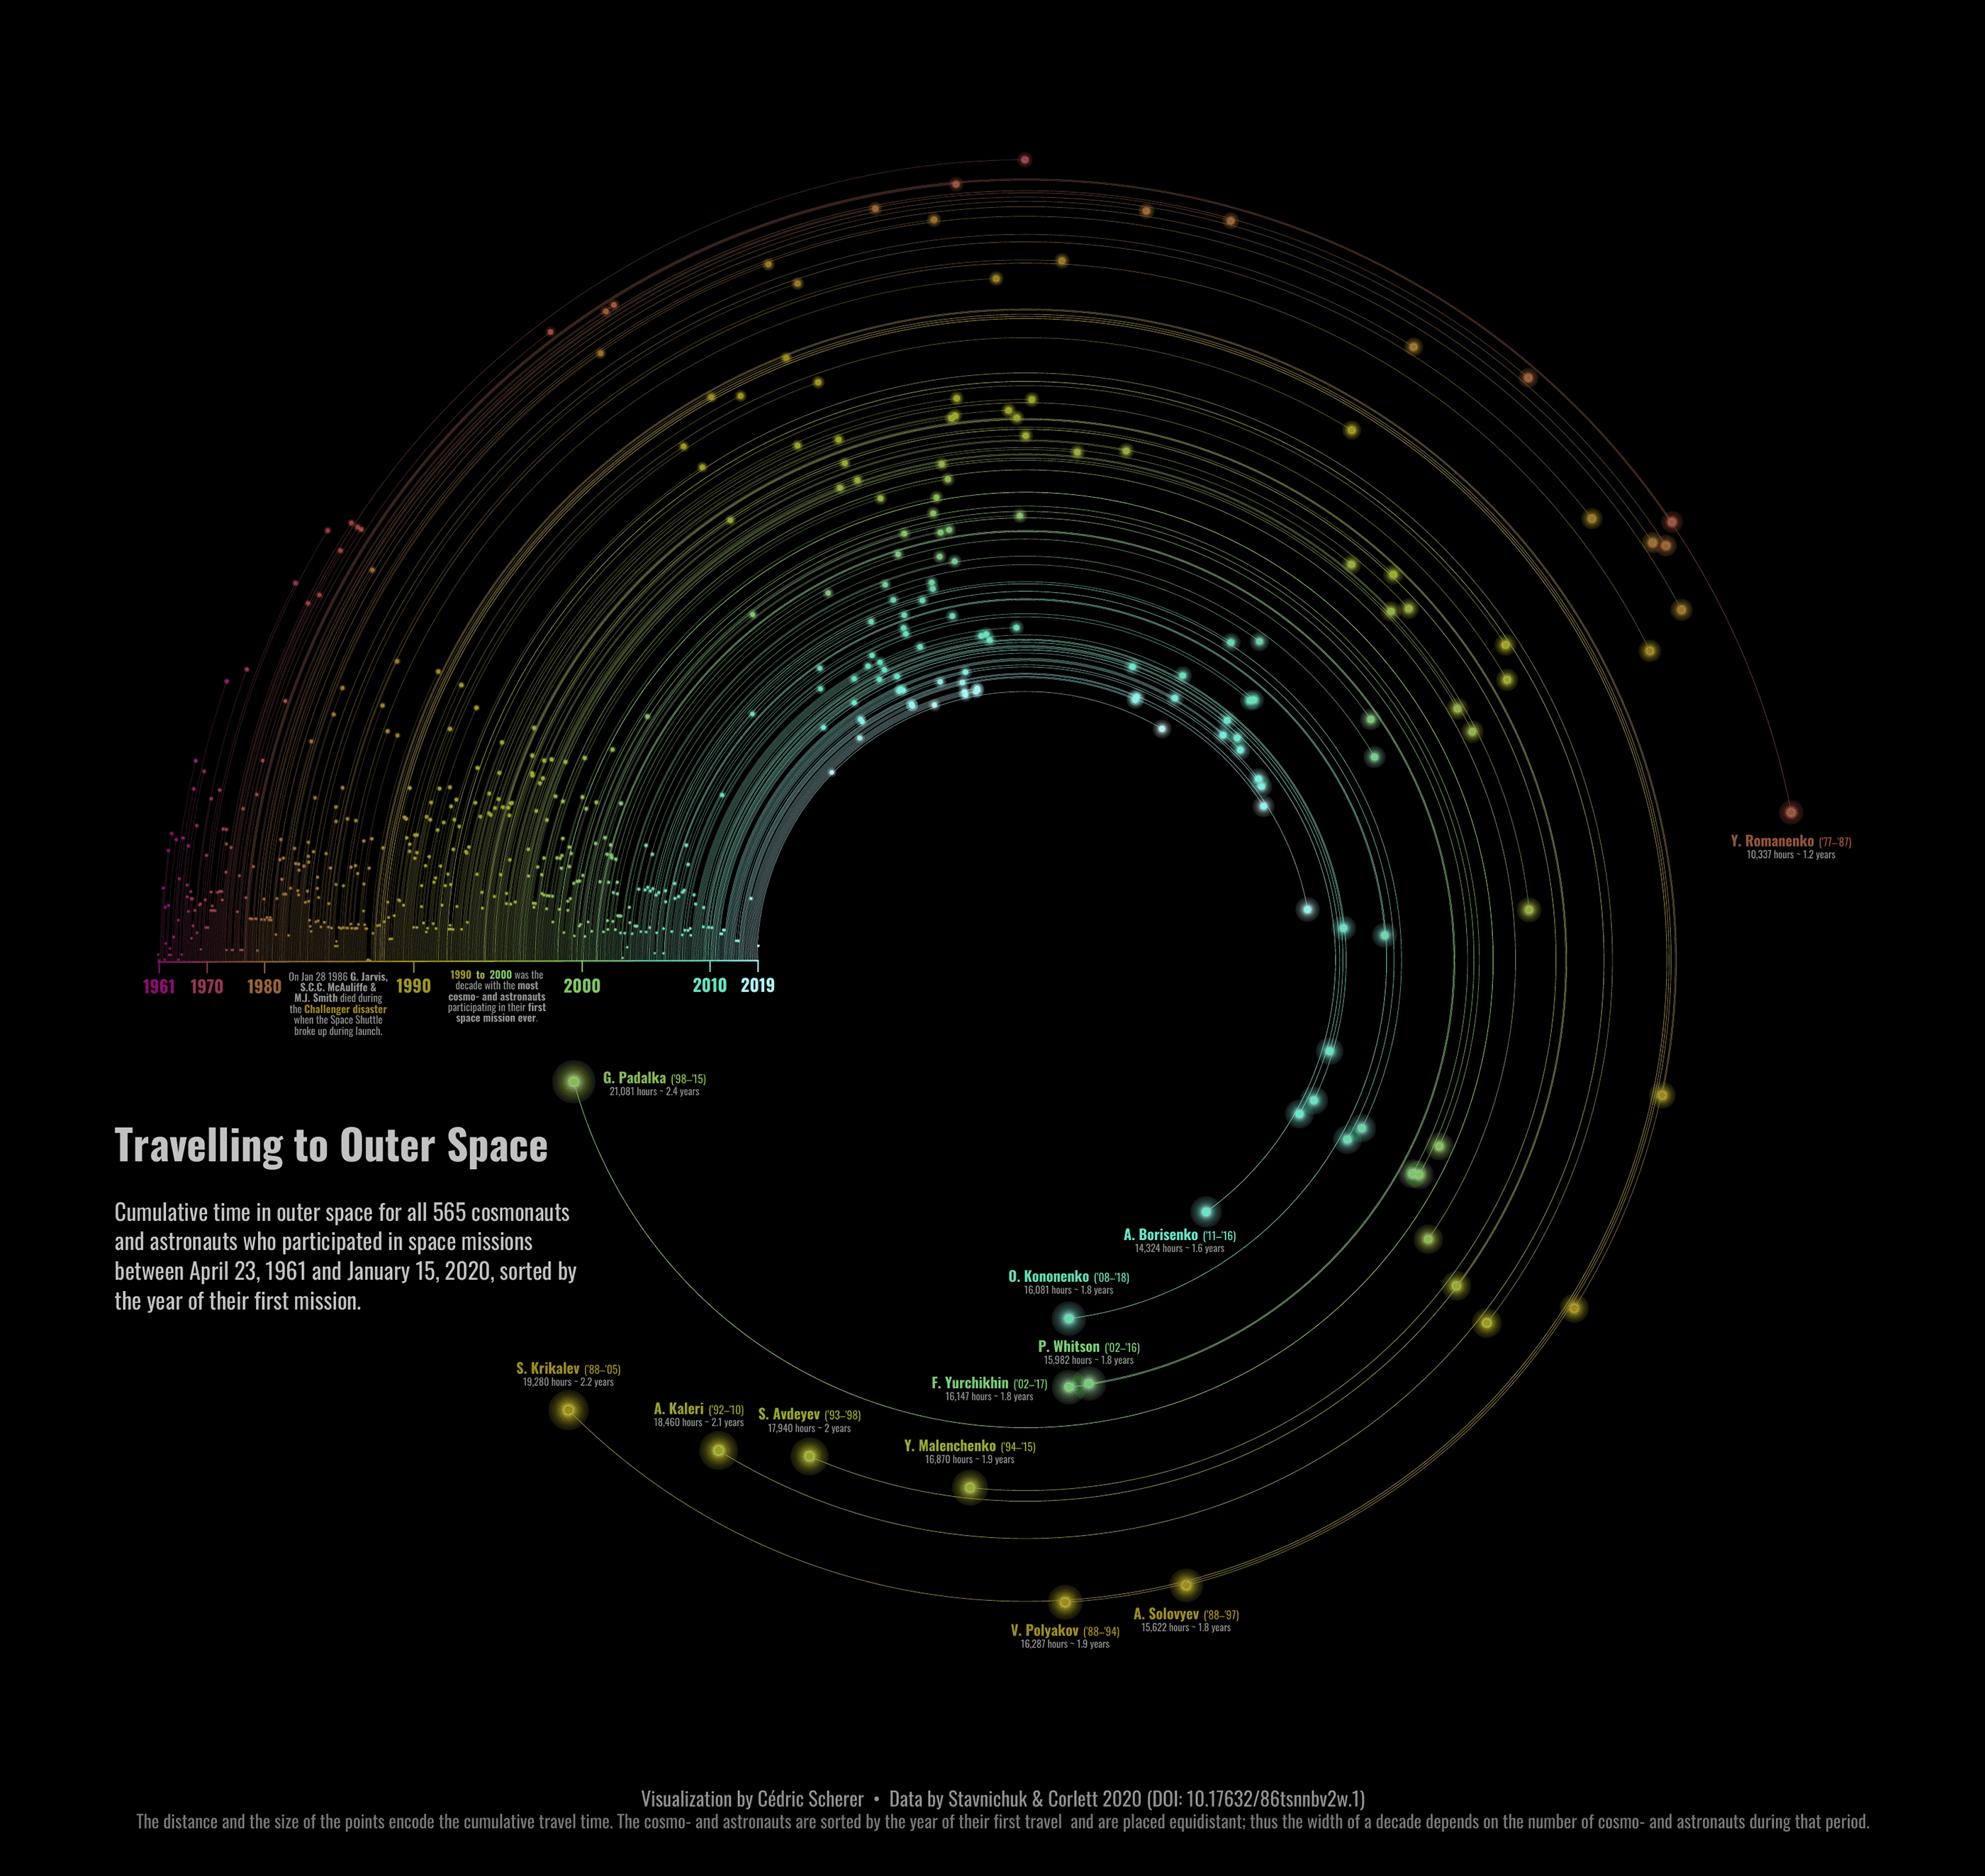 Y. Romanenko ('77–'87)
10,337 hours ~ 1.2 years
1961
1970
1980
On Jan 28 1986 G. Jarvis,
S.C.C. McAuliffe &
M.J. Smith died during
the Challenger disaster
when the Space Shuttle
broke up during launch.
1990
1990 to 2000 was the
decade with the most
cosmo- and astronauts
participating in their first
space mission ever.
2000
2010
2019
G. Padalka ('98–'15)
21,081 hours ~ 2.4 years
Travelling to Outer Space
Cumulative time in outer space for all 565 cosmonauts
and astronauts who participated in space missions
between April 23, 1961 and January 15, 2020, sorted by
the year of their first mission.
A. Borisenko ('11–'16)
14,324 hours ~ 1.6 years
O. Kononenko ('08–'18)
16,081 hours ~ 1.8 years
P. Whitson ('02–'16)
15,982 hours ~ 1.8 years
F. Yurchikhin ('02–'17)
16,147 hours ~ 1.8 years
S. Krikalev ('88–'05)
19,280 hours ~ 2.2 years
A. Kaleri ('92–'10)
18,460 hours ~ 2.1 years
S. Avdeyev ('93–'98)
17,940 hours ~ 2 years
Y. Malenchenko ('94–'15)
16,870 hours ~ 1.9 years
A. Solovyev ('88–'97)
15,622 hours ~ 1.8 years
V. Polyakov ('88–'94)
16,287 hours ~ 1.9 years
Visualization by Cédric Scherer • Data by Stavnichuk & Corlett 2020 (DOI: 10.17632/86tsnnbv2w.1)
The distance and the size of the points encode the cumulative travel time. The cosmo- and astronauts are sorted by the year of their first travel and are placed equidistant; thus the width of a decade depends on the number of cosmo- and astronauts during that period.